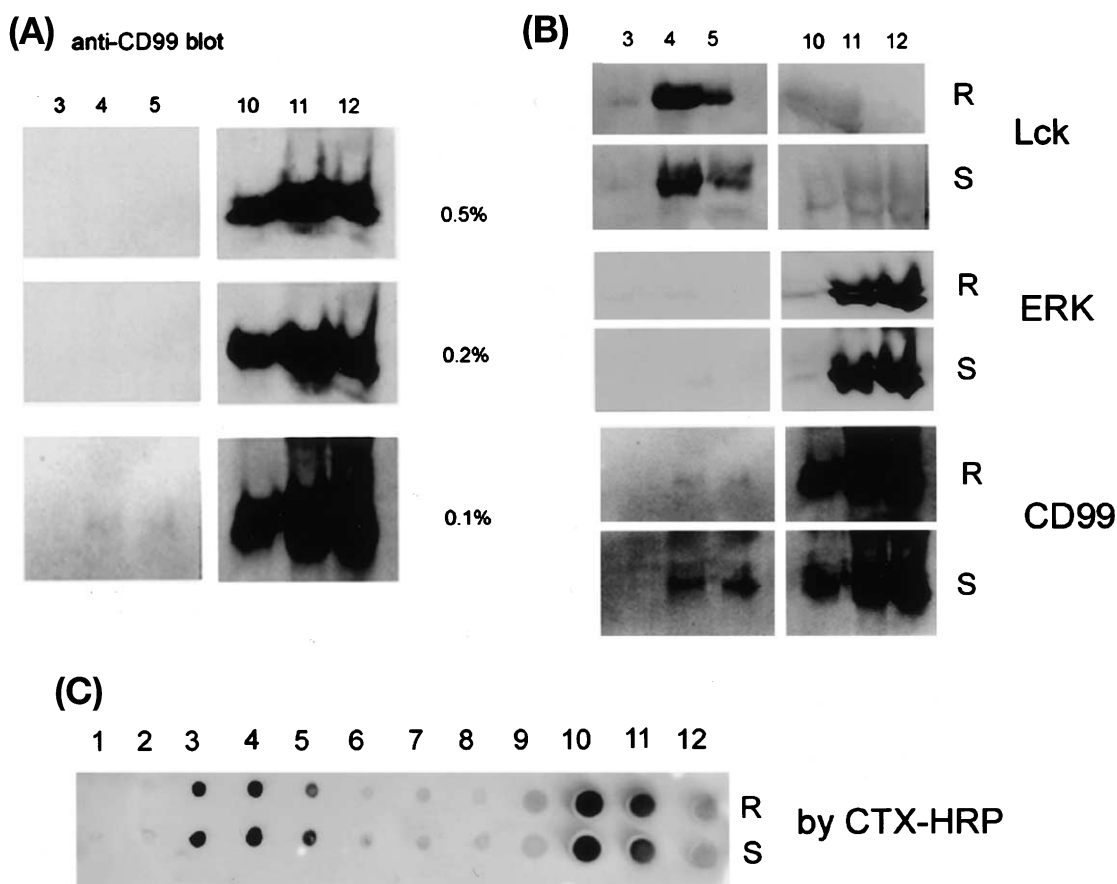 (A) anti-CD99 blot
3 4 5 10 11 12
0.5%
0.2%
0.1%
(B)
3 4 5 10 11 12
R
Lck
S
R
ERK
S
R
CD99
S
(C)
1 2 3 4 5 6 7 8 9 10 11 12
R
by CTX-HRP
S